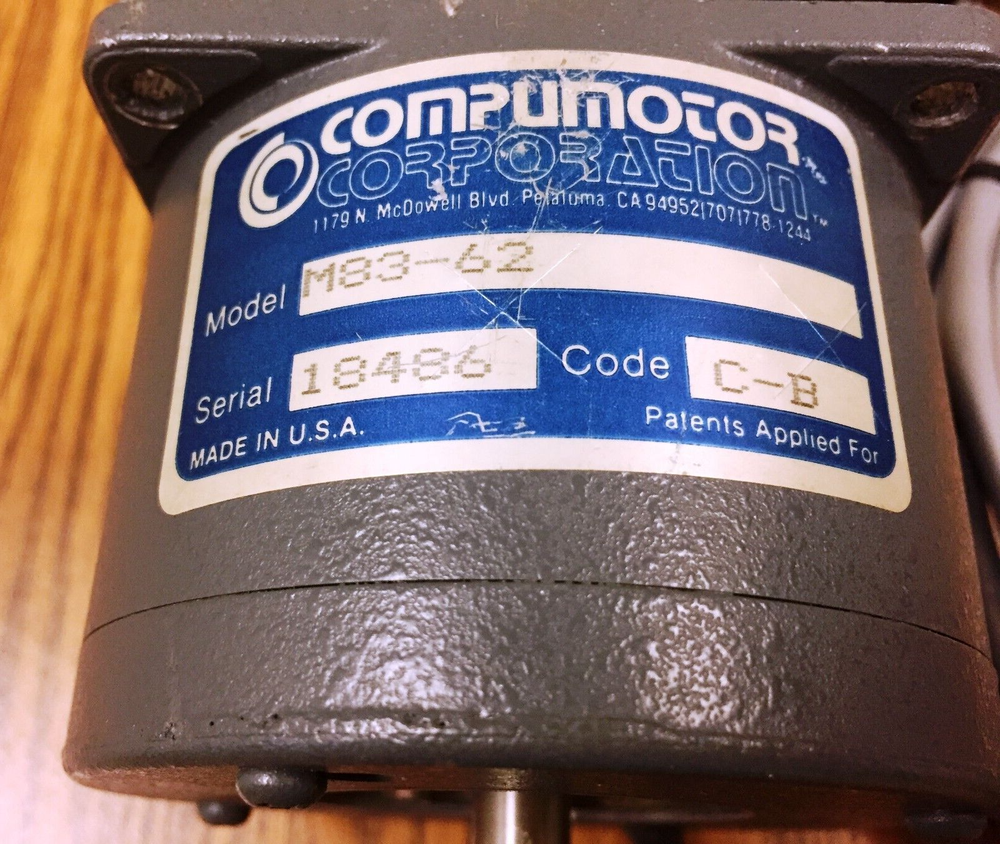 COMPUMOTOR
CORPORATION™
1179 N. McDowell Blvd. Petaluma, CA 94952(707)778-1244
Model M83-62
Serial 18486 Code C-B
MADE IN U.S.A. Patents Applied For